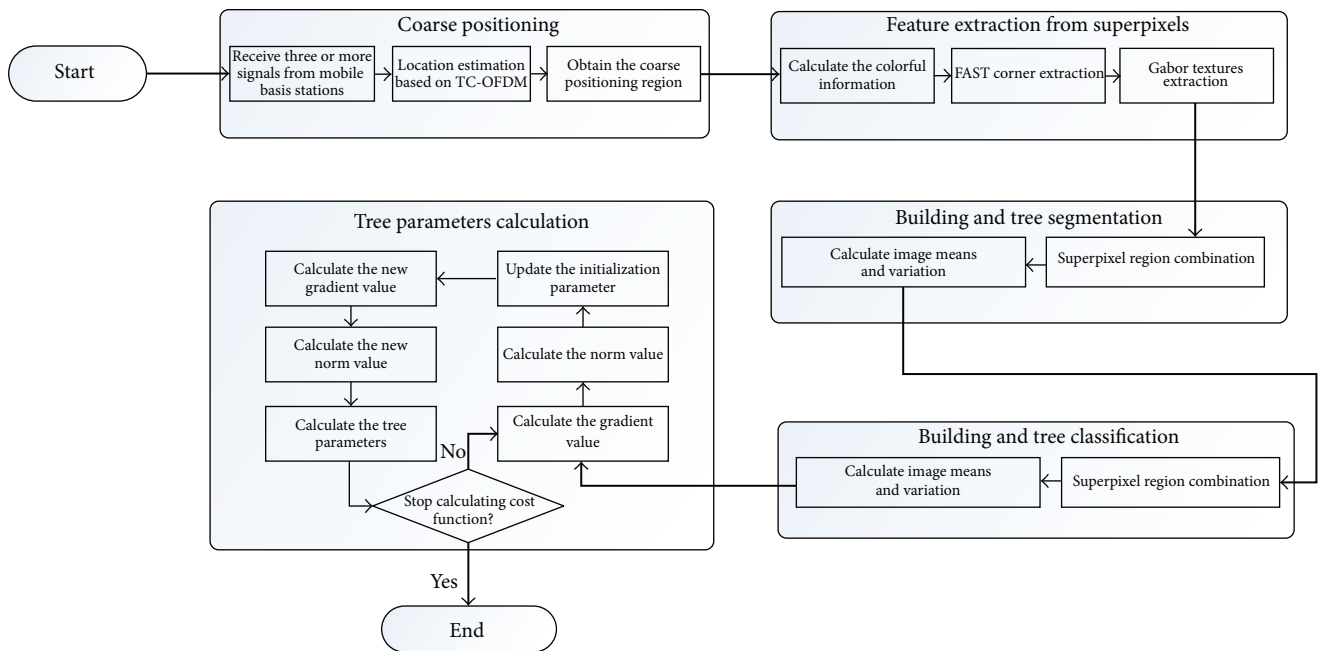 Start
Coarse positioning
Receive three or more
signals from mobile
basis stations
Location estimation
based on TC-OFDM
Obtain the coarse
positioning region
Feature extraction from superpixels
Calculate the colorful
information
FAST corner extraction
Gabor textures
extraction
Building and tree segmentation
Superpixel region combination
Calculate image means
and variation
Building and tree classification
Superpixel region combination
Calculate image means
and variation
Tree parameters calculation
Calculate the gradient
value
Calculate the norm value
Update the initialization
parameter
Calculate the new
gradient value
Calculate the new
norm value
Calculate the tree
parameters
Stop calculating cost
function?
No
Yes
End